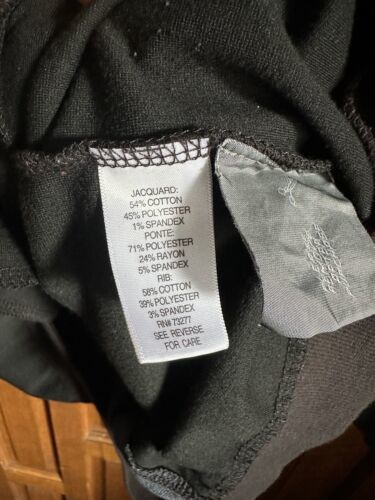 JACQUARD:
54% COTTON
45% POLYESTER
1% SPANDEX
PONTE:
71% POLYESTER
24% RAYON
5% SPANDEX
RIB:
58% COTTON
39% POLYESTER
3% SPANDEX
RN# 73277
SEE REVERSE
FOR CARE